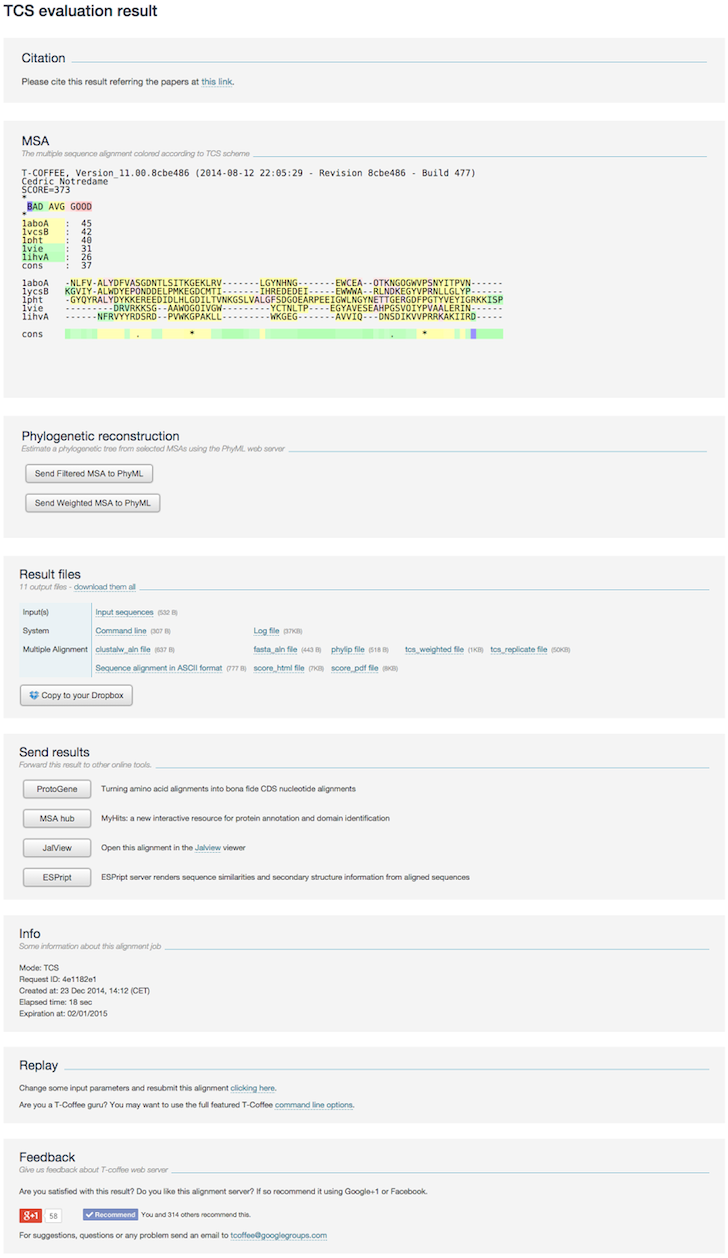 TCS evaluation result
Citation
Please cite this result referring the papers at this link.
MSA
The multiple sequence alignment colored according to TCS scheme
T-COFFEE, Version_11.00.8cbe486 (2014-08-12 22:05:29 - Revision 8cbe486 - Build 477)
Cedric Notredame
SCORE=373
*
BAD AVG GOOD
*
1aboA : 45
1ycsB : 42
1pht : 40
1vie : 31
1ihvA : 26
cons : 37
1aboA -NLFV-ALYDFVASGDNTLSITKGEKLRV-------LGYNHNG-----------EWCEA--QTKNGQGWVPSNYITPVN------
1ycsB KGVIY-ALWDYEPQNDDELPMKEGDCMTI-------IHREDEDEI---------EWWWA--RLNDKEGYVPRNLLGLYP------
1pht -GYQYRALYDYKKEREEDIDLHLGDILTVNKGSLVALGFSDGQEARPEEIGWLNGYNETTGERGDFPGTYVEYIGRKKISP
1vie ---------DRVRKKSG--AAWQGQIVGW---------YCTNLTP----EGYAVESEAHPGSVQIYPVAALERIN------
1ihvA ------NFRVYYRDSRD--PVWKGPAKLL---------WKGEG------AVVIQ---DNSDIKVVPRRKAKIIRD-----
cons . * . *
Phylogenetic reconstruction
Estimate a phylogenetic tree from selected MSAs using the PhyML web server
Send Filtered MSA to PhyML
Send Weighted MSA to PhyML
Result files
11 output files - download them all
Input(s) Input sequences (532 B)
System Command line (307 B) Log file (37KB)
Multiple Alignment clustalw_aln file (637 B) fasta_aln file (443 B) phylip file (518 B) tcs_weighted file (1KB) tcs_replicate file (50KB)
Sequence alignment in ASCII format (777 B) score_html file (7KB) score_pdf file (8KB)
Copy to your Dropbox
Send results
Forward this result to other online tools.
ProtoGene Turning amino acid alignments into bona fide CDS nucleotide alignments
MSA hub MyHits: a new interactive resource for protein annotation and domain identification
JalView Open this alignment in the Jalview viewer
ESPript ESPript server renders sequence similarities and secondary structure information from aligned sequences
Info
Some information about this alignment job
Mode: TCS
Request ID: 4e1182e1
Created at: 23 Dec 2014, 14:12 (CET)
Elapsed time: 18 sec
Expiration at: 02/01/2015
Replay
Change some input parameters and resubmit this alignment clicking here.
Are you a T-Coffee guru? You may want to use the full featured T-Coffee command line options.
Feedback
Give us feedback about T-coffee web server
Are you satisfied with this result? Do you like this alignment server? If so recommend it using Google+1 or Facebook.
g+1 58 Recommend You and 314 others recommend this.
For suggestions, questions or any problem send an email to tcoffee@googlegroups.com